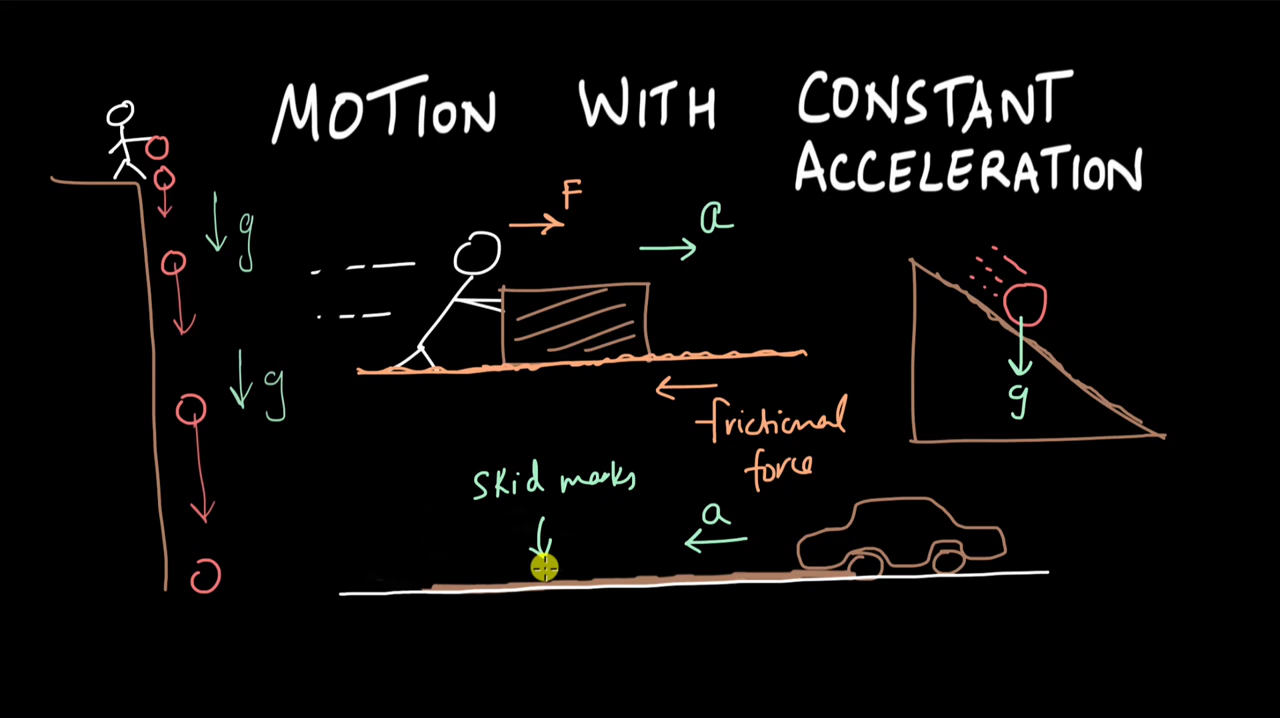 MOTION WITH CONSTANT
ACCELERATION
F
a
g
g
g
frictional
force
skid marks
a